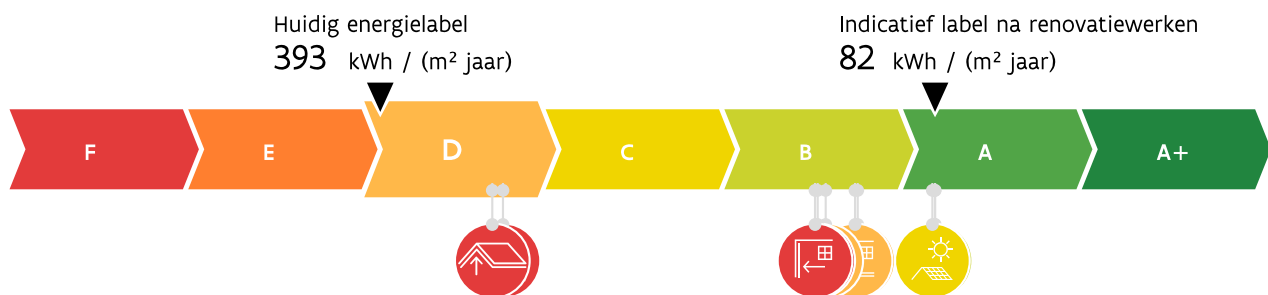 Huidig energielabel
393 kWh / (m² jaar)
Indicatief label na renovatiewerken
82 kWh / (m² jaar)
F E D C B A A+